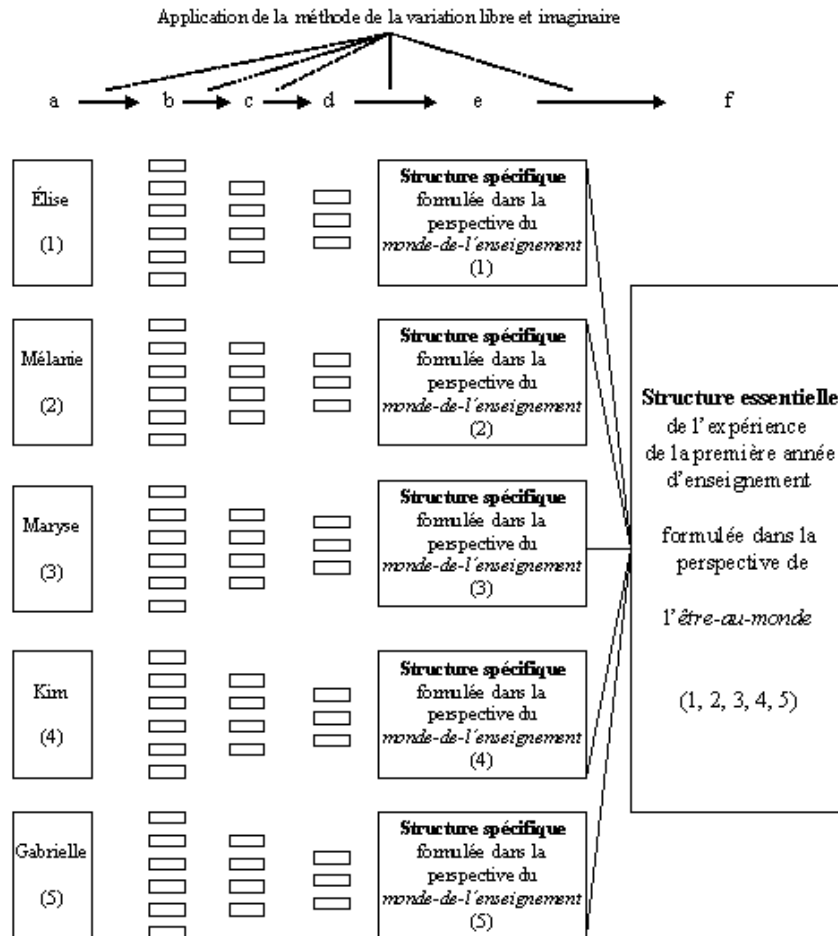 Application de la méthode de la variation libre et imaginaire
a b c d e f
Élise
(1)
Structure spécifique
formulée dans la
perspective du
monde-de-l'enseignement
(1)
Mélanie
(2)
Structure spécifique
formulée dans la
perspective du
monde-de-l'enseignement
(2)
Maryse
(3)
Structure spécifique
formulée dans la
perspective du
monde-de-l'enseignement
(3)
Kim
(4)
Structure spécifique
formulée dans la
perspective du
monde-de-l'enseignement
(4)
Gabrielle
(5)
Structure spécifique
formulée dans la
perspective du
monde-de-l'enseignement
(5)
Structure essentielle
de l'expérience
de la première année
d'enseignement
formulée dans la
perspective de
l'être-au-monde
(1, 2, 3, 4, 5)